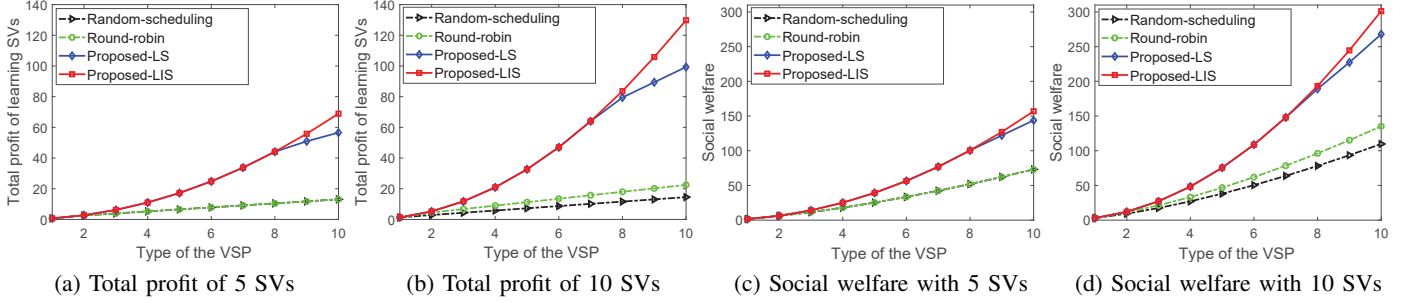 Total profit of learning SVs
140
120
100
80
60
40
20
0
Random-scheduling
Round-robin
Proposed-LS
Proposed-LIS
2 4 6 8 10
Type of the VSP
(a) Total profit of 5 SVs
Total profit of learning SVs
140
120
100
80
60
40
20
0
Random-scheduling
Round-robin
Proposed-LS
Proposed-LIS
2 4 6 8 10
Type of the VSP
(b) Total profit of 10 SVs
Social welfare
300
250
200
150
100
50
0
Random-scheduling
Round-robin
Proposed-LS
Proposed-LIS
2 4 6 8 10
Type of the VSP
(c) Social welfare with 5 SVs
Social welfare
300
250
200
150
100
50
0
Random-scheduling
Round-robin
Proposed-LS
Proposed-LIS
2 4 6 8 10
Type of the VSP
(d) Social welfare with 10 SVs